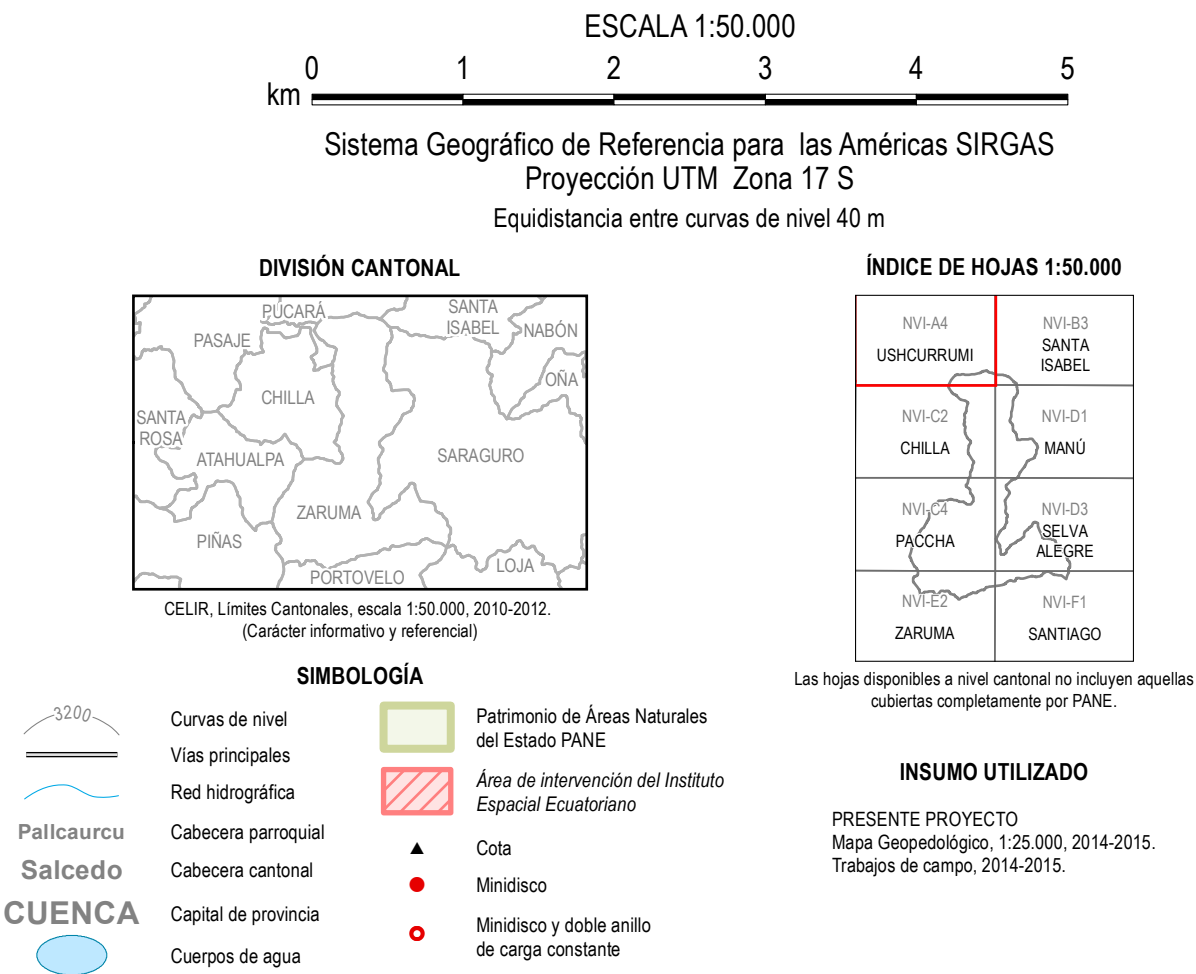 ESCALA 1:50.000
0 1 2 3 4 5
km
Sistema Geográfico de Referencia para las Américas SIRGAS
Proyección UTM Zona 17 S
Equidistancia entre curvas de nivel 40 m
DIVISIÓN CANTONAL
PUCARÁ
SANTA
ISABEL
NABÓN
PASAJE
OÑA
CHILLA
SANTA
ROSA
ATAHUALPA
SARAGURO
ZARUMA
PIÑAS
LOJA
PORTOVELO
CELIR, Límites Cantonales, escala 1:50.000, 2010-2012.
(Carácter informativo y referencial)
ÍNDICE DE HOJAS 1:50.000
NVI-A4
USHCURRUMI
NVI-B3
SANTA
ISABEL
NVI-C2
CHILLA
NVI-D1
MANÚ
NVI-C4
PACCHA
NVI-D3
SELVA
ALEGRE
NVI-E2
ZARUMA
NVI-F1
SANTIAGO
Las hojas disponibles a nivel cantonal no incluyen aquellas
cubiertas completamente por PANE.
SIMBOLOGÍA
3200
Curvas de nivel
Vías principales
Red hidrográfica
Pallcaurcu Cabecera parroquial
Salcedo Cabecera cantonal
CUENCA Capital de provincia
Cuerpos de agua
Patrimonio de Áreas Naturales
del Estado PANE
Área de intervención del Instituto
Espacial Ecuatoriano
Cota
Minidisco
Minidisco y doble anillo
de carga constante
INSUMO UTILIZADO
PRESENTE PROYECTO
Mapa Geopedológico, 1:25.000, 2014-2015.
Trabajos de campo, 2014-2015.